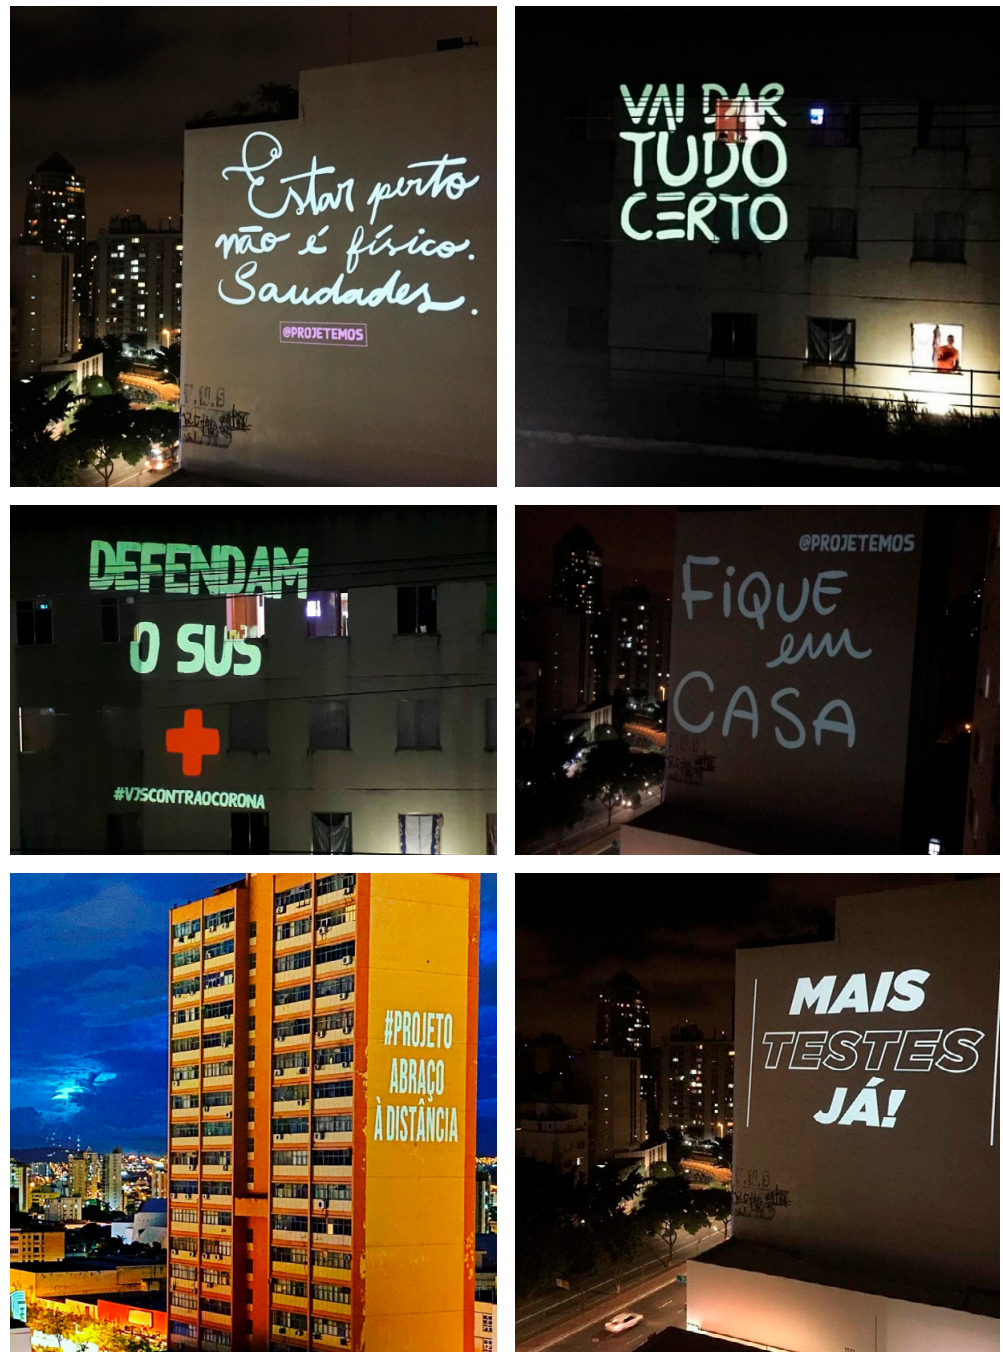 Estar perto
não é físico.
Saudades.
@PROJETEMOS
VAI DAR
TUDO
CERTO
DEFENDAM
O SUS
#VJSCONTRAOCORONA
@PROJETEMOS
FiQUE
em
CASA
#PROJETO
ABRAÇO
À DISTÂNCIA
MAIS
TESTES
JÁ!